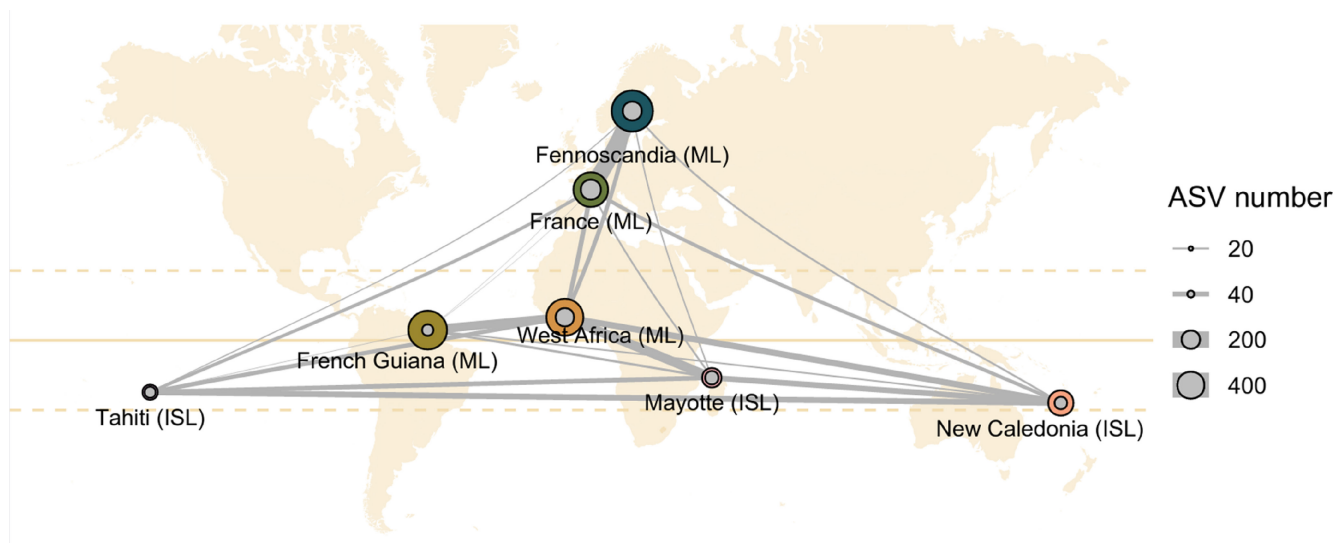 Fennoscandia (ML)
France (ML)
West Africa (ML)
French Guiana (ML)
Mayotte (ISL)
Tahiti (ISL)
New Caledonia (ISL)
ASV number
20
40
200
400